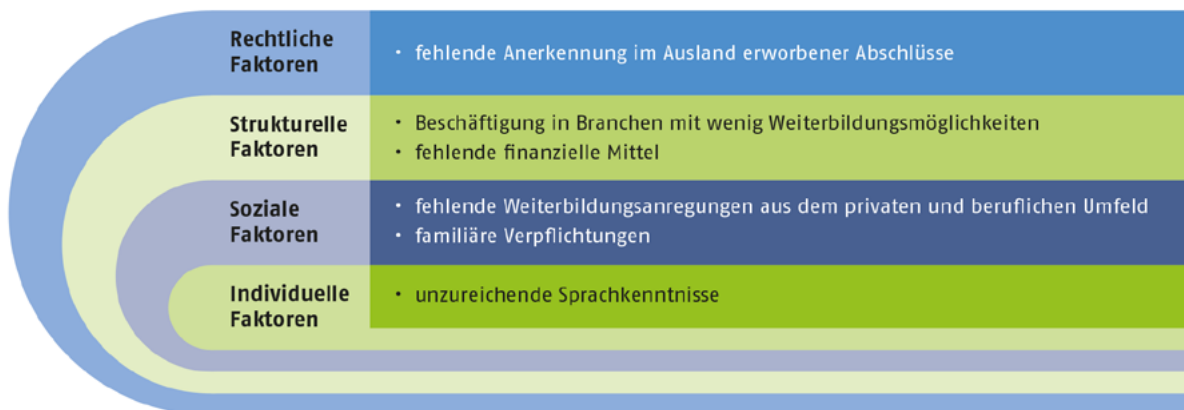 Rechtliche
Faktoren
· fehlende Anerkennung im Ausland erworbener Abschlüsse
Strukturelle
Faktoren
· Beschäftigung in Branchen mit wenig Weiterbildungsmöglichkeiten
· fehlende finanzielle Mittel
Soziale
Faktoren
· fehlende Weiterbildungsanregungen aus dem privaten und beruflichen Umfeld
· familiäre Verpflichtungen
Individuelle
Faktoren
· unzureichende Sprachkenntnisse